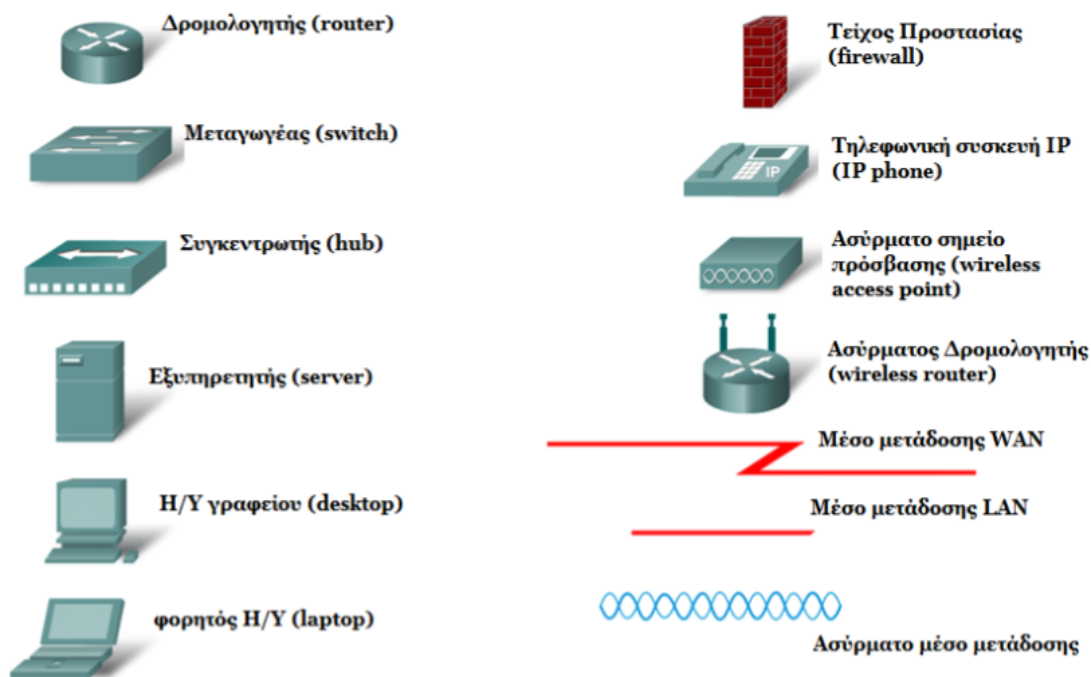 Δρομολογητής (router)
Μεταγωγέας (switch)
Συγκεντρωτής (hub)
Εξυπηρετητής (server)
Η/Υ γραφείου (desktop)
φορητός Η/Υ (laptop)
Τείχος Προστασίας
(firewall)
Τηλεφωνική συσκευή IP
(IP phone)
IP
Ασύρματο σημείο
πρόσβασης (wireless
access point)
Ασύρματος Δρομολογητής
(wireless router)
Μέσο μετάδοσης WAN
Μέσο μετάδοσης LAN
Ασύρματο μέσο μετάδοσης